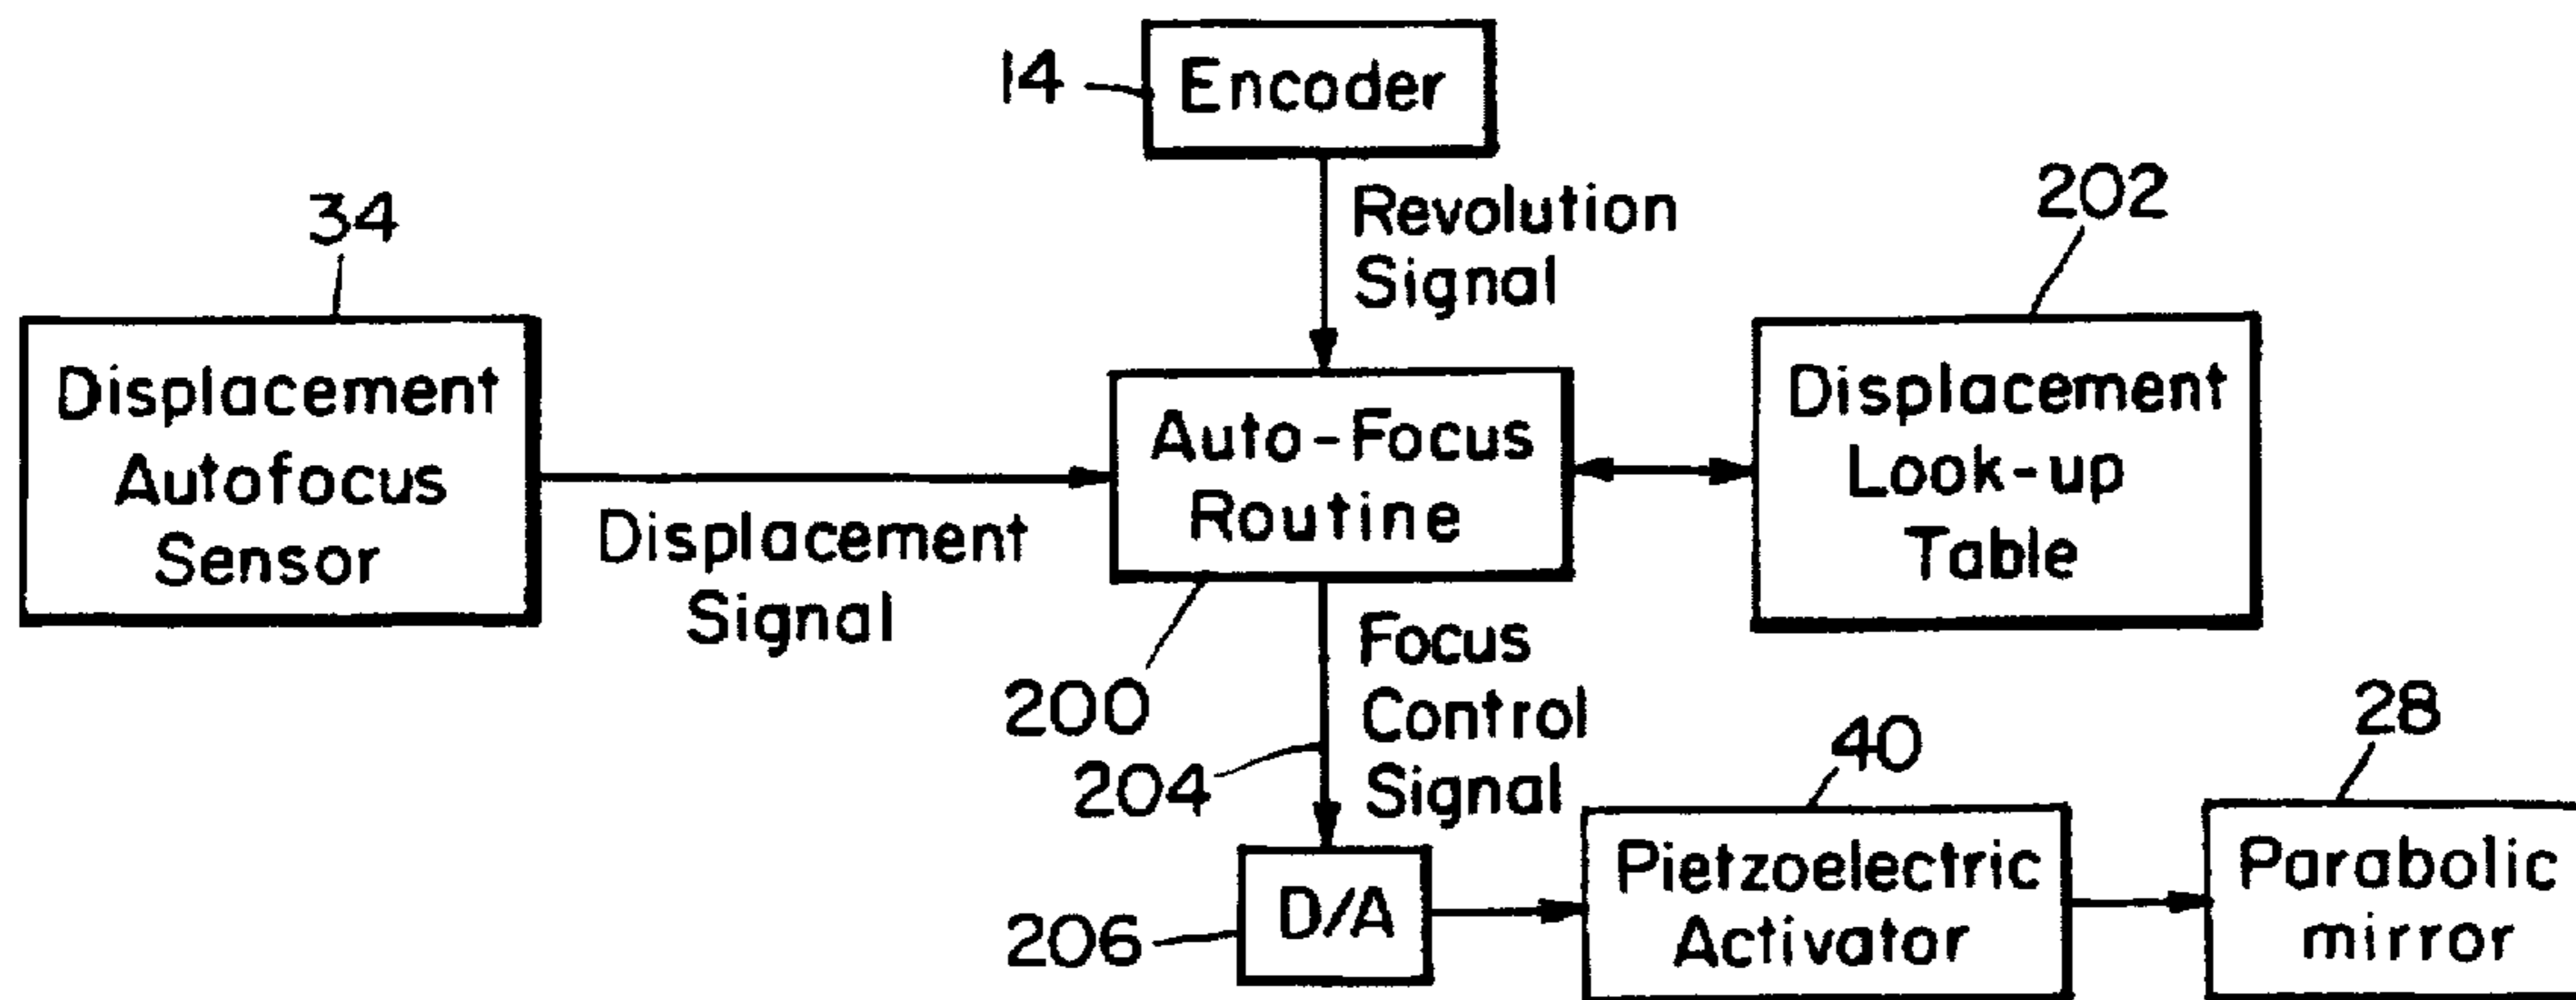 14
Encoder
Revolution
Signal
34
Displacement
Autofocus
Sensor
Displacement
Signal
Auto-Focus
Routine
200
202
Displacement
Look-up
Table
Focus
Control
Signal
204
206
D/A
40
Pietzoelectric
Activator
28
Parabolic
mirror